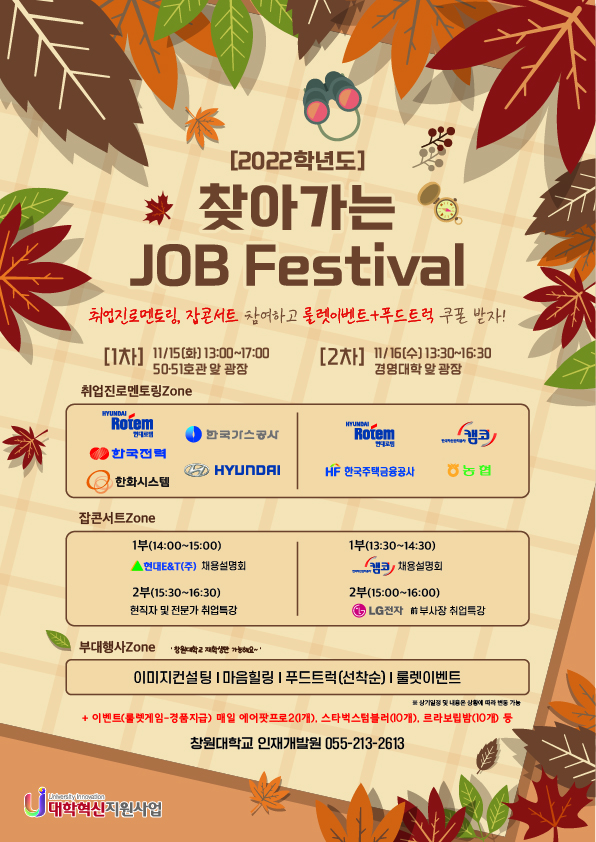 [2022학년도]
찾아가는
JOB Festival
취업진로멘토링, 잡콘서트 참여하고 룰렛이벤트+푸드트럭 쿠폰 받자!
[1차] 11/15(화) 13:00~17:00
50·51호관 앞 광장
[2차] 11/16(수) 13:30~16:30
경영대학 앞 광장
취업진로멘토링Zone
HYUNDAI
Rotem
현대로템
한국가스공사
한국전력
HYUNDAI
한화시스템
HYUNDAI
Rotem
현대로템
한국자산관리공사 캠코
HF 한국주택금융공사
농협
잡콘서트Zone
1부(14:00~15:00)
현대E&T(주) 채용설명회
2부(15:30~16:30)
현직자 및 전문가 취업특강
1부(13:30~14:30)
한국자산관리공사 캠코 채용설명회
2부(15:00~16:00)
LG전자 前 부사장 취업특강
부대행사Zone ' 창원대학교 재학생만 가능해요~ '
이미지컨설팅 I 마음힐링 I 푸드트럭(선착순) I 룰렛이벤트
※ 상기일정 및 내용은 상황에 따라 변동 가능
+ 이벤트(룰렛게임-경품지급) 매일 에어팟프로2(1개), 스타벅스텀블러(10개), 르라보립밤(10개) 등
창원대학교 인재개발원 055-213-2613
University Innovation
대학혁신지원사업